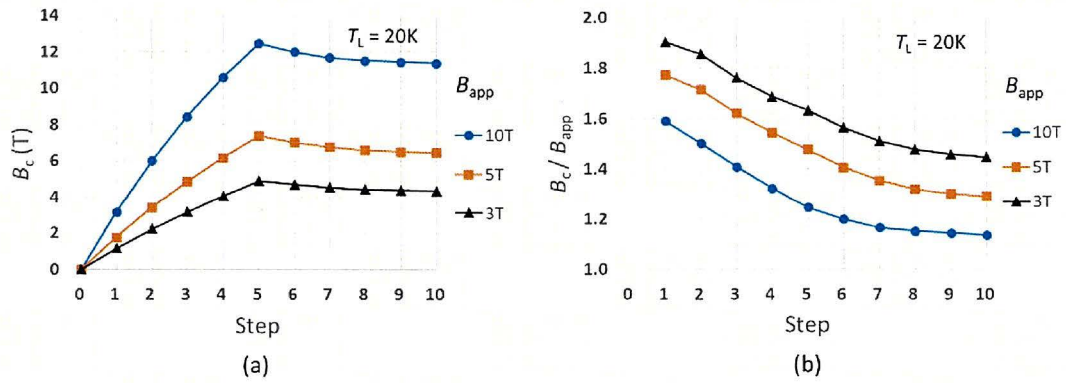 14
12
10
8
6
4
2
0
B_c (T)
T_L = 20K
B_app
10T
5T
3T
0 1 2 3 4 5 6 7 8 9 10
Step
(a)
2.0
1.8
1.6
1.4
1.2
1.0
B_c / B_app
T_L = 20K
B_app
10T
5T
3T
0 1 2 3 4 5 6 7 8 9 10
Step
(b)